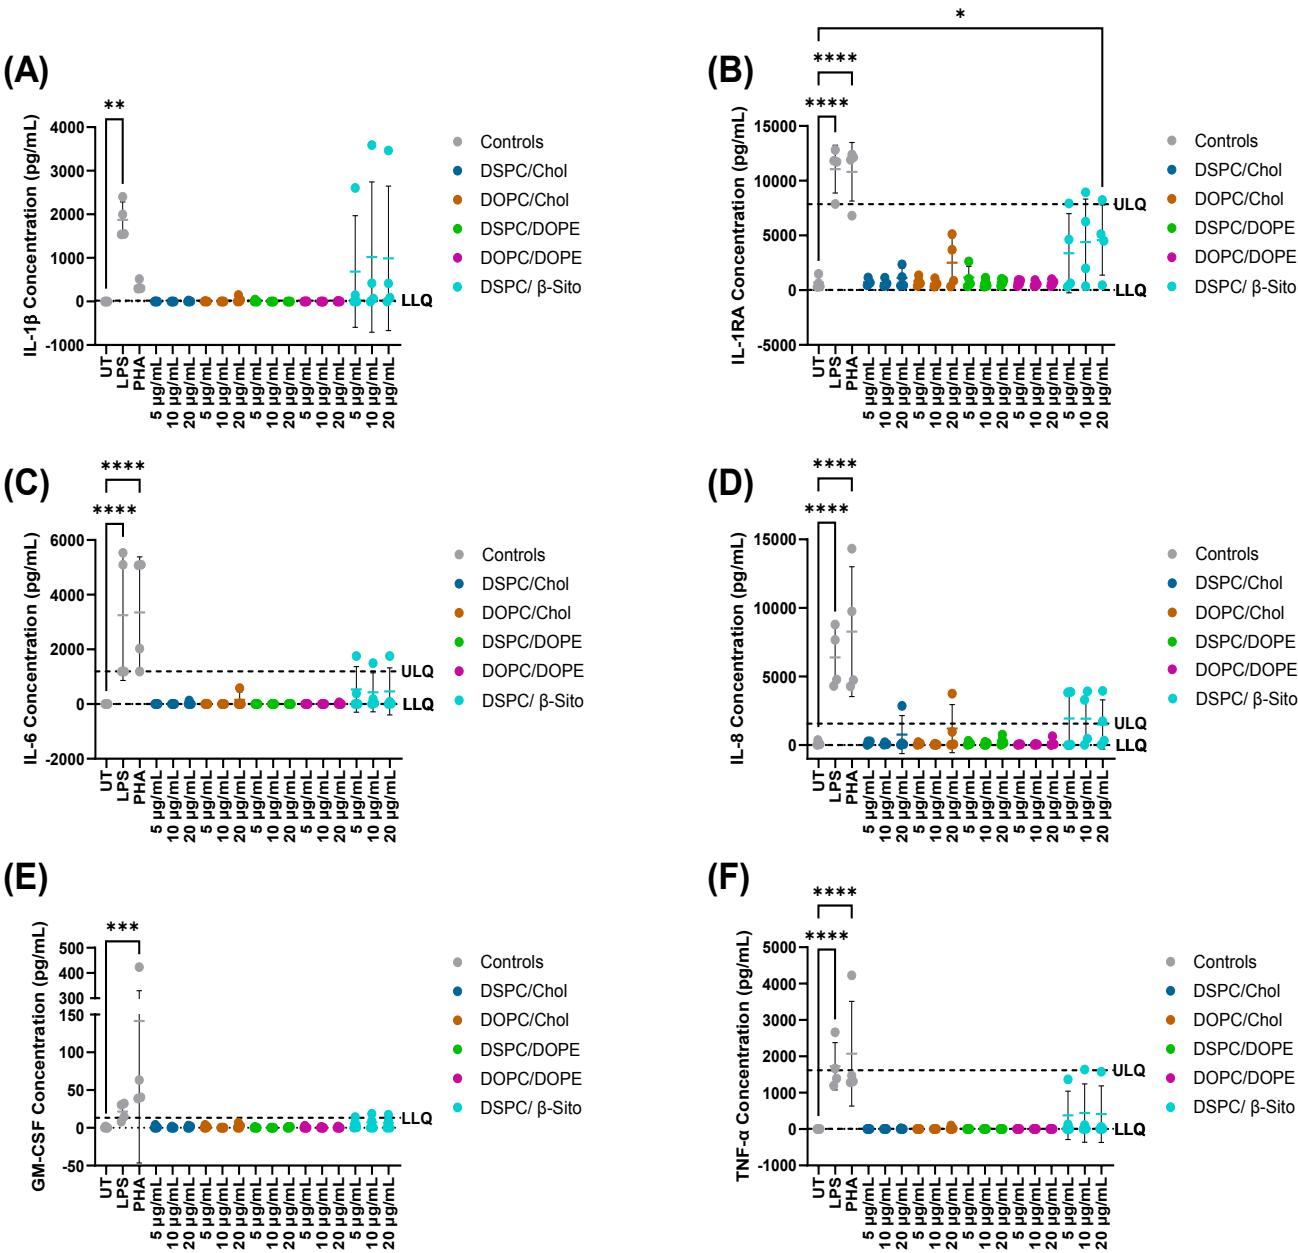 (A)
**
IL-1β Concentration (pg/mL)
4000
3000
2000
1000
0
-1000
LLQ
UT
LPS
PHA
5 µg/mL
10 µg/mL
20 µg/mL
5 µg/mL
10 µg/mL
20 µg/mL
5 µg/mL
10 µg/mL
20 µg/mL
5 µg/mL
10 µg/mL
20 µg/mL
5 µg/mL
10 µg/mL
20 µg/mL
Controls
DSPC/Chol
DOPC/Chol
DSPC/DOPE
DOPC/DOPE
DSPC/ β-Sito
(B)
*
****
****
IL-1RA Concentration (pg/mL)
15000
10000
5000
0
-5000
ULQ
LLQ
UT
LPS
PHA
5 µg/mL
10 µg/mL
20 µg/mL
5 µg/mL
10 µg/mL
20 µg/mL
5 µg/mL
10 µg/mL
20 µg/mL
5 µg/mL
10 µg/mL
20 µg/mL
5 µg/mL
10 µg/mL
20 µg/mL
Controls
DSPC/Chol
DOPC/Chol
DSPC/DOPE
DOPC/DOPE
DSPC/ β-Sito
(C)
****
****
IL-6 Concentration (pg/mL)
6000
4000
2000
0
-2000
ULQ
LLQ
UT
LPS
PHA
5 µg/mL
10 µg/mL
20 µg/mL
5 µg/mL
10 µg/mL
20 µg/mL
5 µg/mL
10 µg/mL
20 µg/mL
5 µg/mL
10 µg/mL
20 µg/mL
5 µg/mL
10 µg/mL
20 µg/mL
Controls
DSPC/Chol
DOPC/Chol
DSPC/DOPE
DOPC/DOPE
DSPC/ β-Sito
(D)
****
****
IL-8 Concentration (pg/mL)
15000
10000
5000
0
ULQ
LLQ
UT
LPS
PHA
5 µg/mL
10 µg/mL
20 µg/mL
5 µg/mL
10 µg/mL
20 µg/mL
5 µg/mL
10 µg/mL
20 µg/mL
5 µg/mL
10 µg/mL
20 µg/mL
5 µg/mL
10 µg/mL
20 µg/mL
Controls
DSPC/Chol
DOPC/Chol
DSPC/DOPE
DOPC/DOPE
DSPC/ β-Sito
(E)
***
GM-CSF Concentration (pg/mL)
500
400
300
150
100
50
0
-50
LLQ
UT
LPS
PHA
5 µg/mL
10 µg/mL
20 µg/mL
5 µg/mL
10 µg/mL
20 µg/mL
5 µg/mL
10 µg/mL
20 µg/mL
5 µg/mL
10 µg/mL
20 µg/mL
5 µg/mL
10 µg/mL
20 µg/mL
Controls
DSPC/Chol
DOPC/Chol
DSPC/DOPE
DOPC/DOPE
DSPC/ β-Sito
(F)
****
****
TNF-α Concentration (pg/mL)
5000
4000
3000
2000
1000
0
-1000
ULQ
LLQ
UT
LPS
PHA
5 µg/mL
10 µg/mL
20 µg/mL
5 µg/mL
10 µg/mL
20 µg/mL
5 µg/mL
10 µg/mL
20 µg/mL
5 µg/mL
10 µg/mL
20 µg/mL
5 µg/mL
10 µg/mL
20 µg/mL
Controls
DSPC/Chol
DOPC/Chol
DSPC/DOPE
DOPC/DOPE
DSPC/ β-Sito